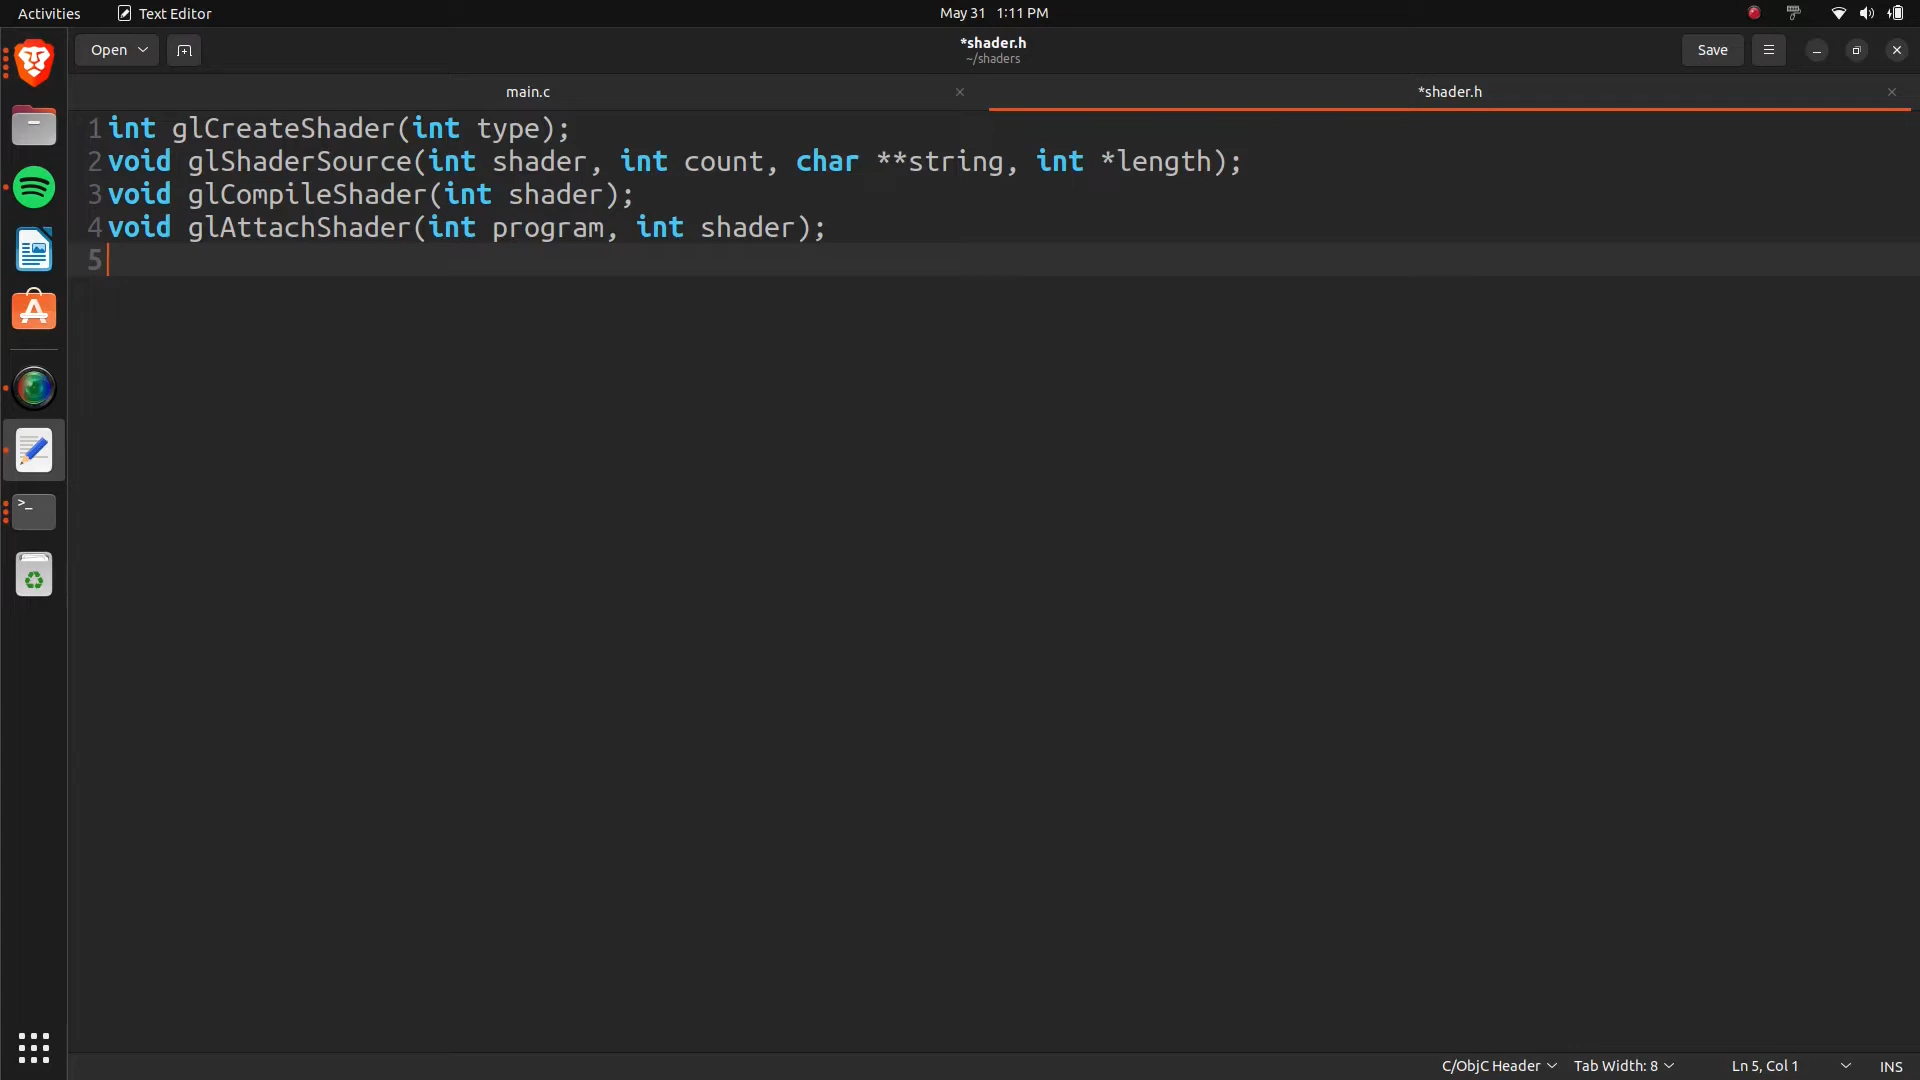 Activities
Text Editor
May 31 1:11 PM
Open
*shader.h
~/shaders
Save
main.c
*shader.h
1 int glCreateShader(int type);
2 void glShaderSource(int shader, int count, char **string, int *length);
3 void glCompileShader(int shader);
4 void glAttachShader(int program, int shader);
5
>_
C/ObjC Header
Tab Width: 8
Ln 5, Col 1
INS